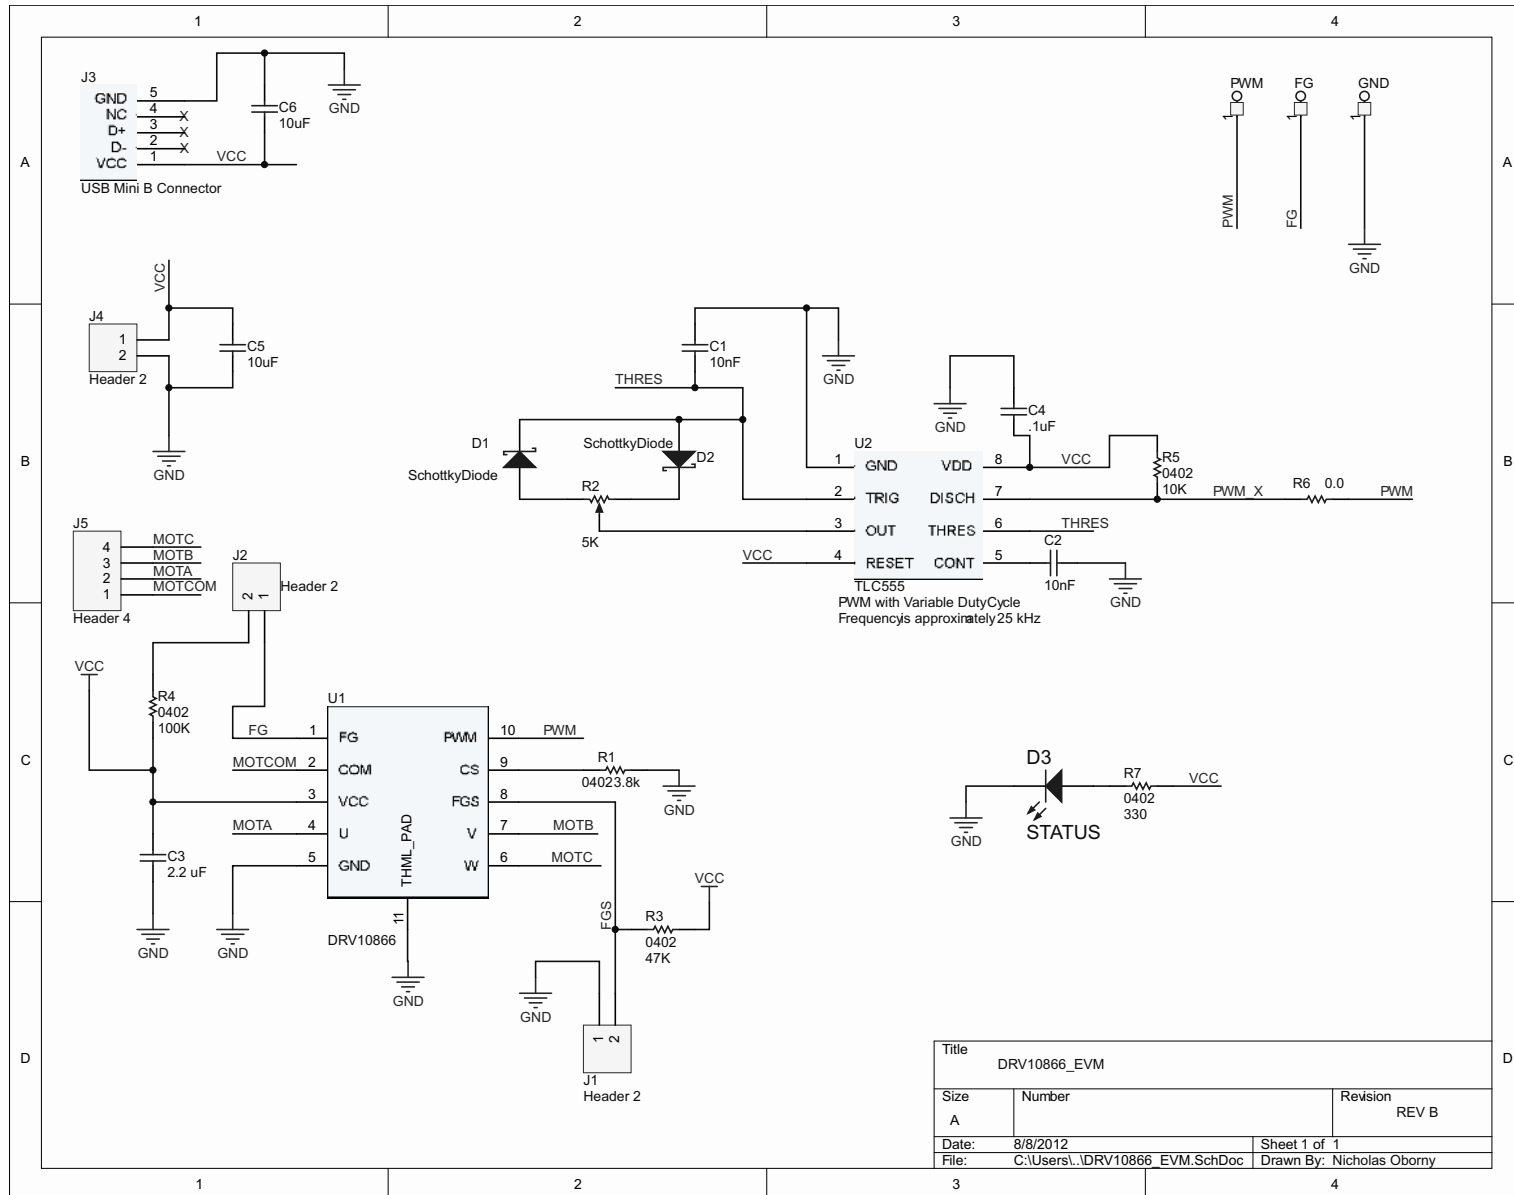 1 2 3 4
A
B
C
D
A
B
C
D
J3
GND 5
NC 4
D+ 3
D- 2
VCC 1
VCC
USB Mini B Connector
C6
10uF
GND
PWM
FG
GND
1
1
1
PWM
FG
GND
VCC
J4
1
2
Header 2
C5
10uF
GND
C1
10nF
GND
THRES
D1
SchottkyDiode
SchottkyDiode
D2
R2
5K
GND
C4
.1uF
U2
1 GND VDD 8
2 TRIG DISCH 7
3 OUT THRES 6
4 RESET CONT 5
VCC
VCC
TLC555
PWM with Variable DutyCycle
Frequency is approximately 25 kHz
R5
0402
10K
PWM_X
R6 0.0
PWM
THRES
C2
10nF
GND
J5
4 MOTC
3 MOTB
2 MOTA
1 MOTCOM
Header 4
J2
2 1
Header 2
VCC
R4
0402
100K
U1
FG 1 FG PWM 10 PWM
MOTCOM 2 COM CS 9
3 VCC FGS 8
MOTA 4 U V 7 MOTB
5 GND W 6 MOTC
THML_PAD
11
DRV10866
GND
R1
04023.8k
GND
C3
2.2 uF
GND
GND
VCC
FGS
R3
0402
47K
GND
1 2
J1
Header 2
D3
STATUS
GND
R7
0402
330
VCC
Title
DRV10866_EVM
Size
A
Number
Revision
REV B
Date: 8/8/2012
Sheet 1 of 1
File: C:\Users\..\DRV10866_EVM.SchDoc
Drawn By: Nicholas Oborny
1 2 3 4